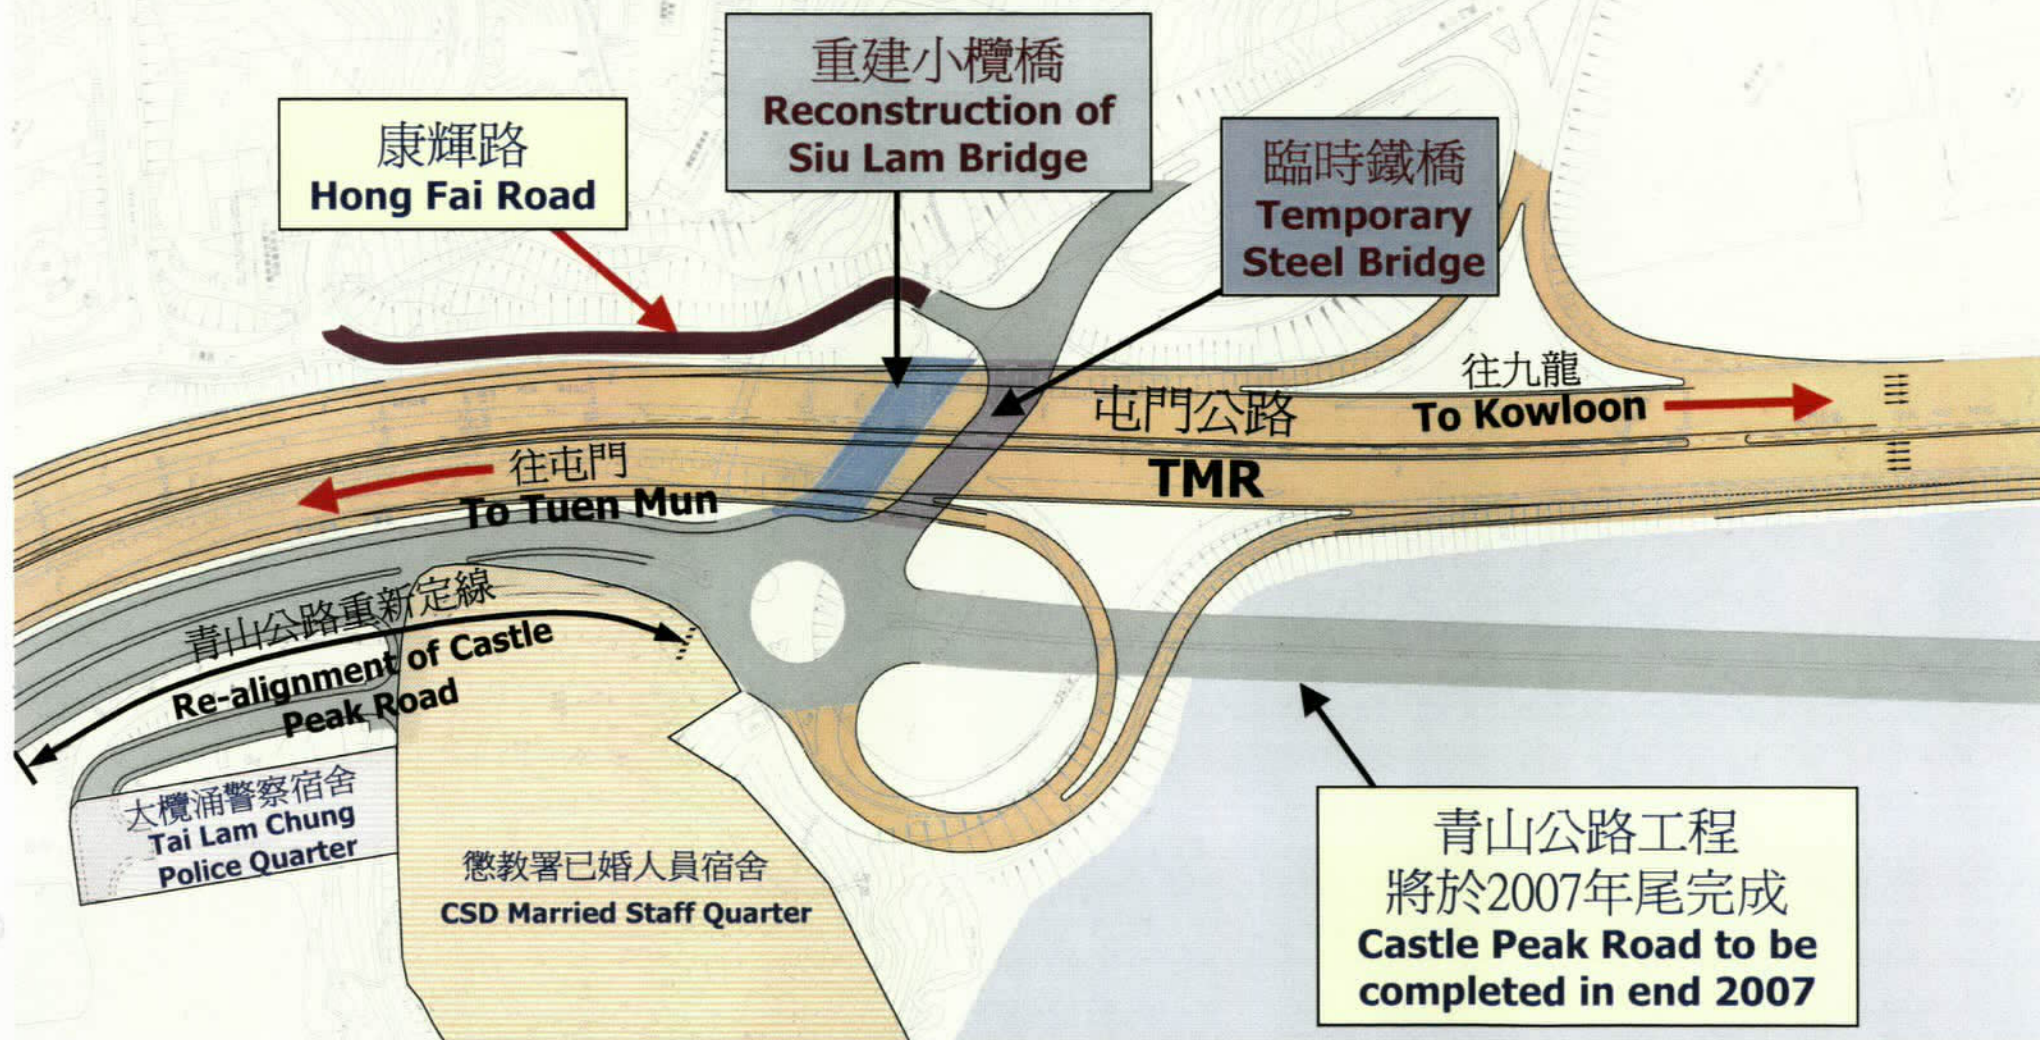 重建小欖橋
Reconstruction of
Siu Lam Bridge
康輝路
Hong Fai Road
臨時鐵橋
Temporary
Steel Bridge
往九龍
To Kowloon
屯門公路
TMR
往屯門
To Tuen Mun
青山公路重新定線
Re-alignment of Castle
Peak Road
大欖涌警察宿舍
Tai Lam Chung
Police Quarter
懲教署已婚人員宿舍
CSD Married Staff Quarter
青山公路工程
將於2007年尾完成
Castle Peak Road to be
completed in end 2007